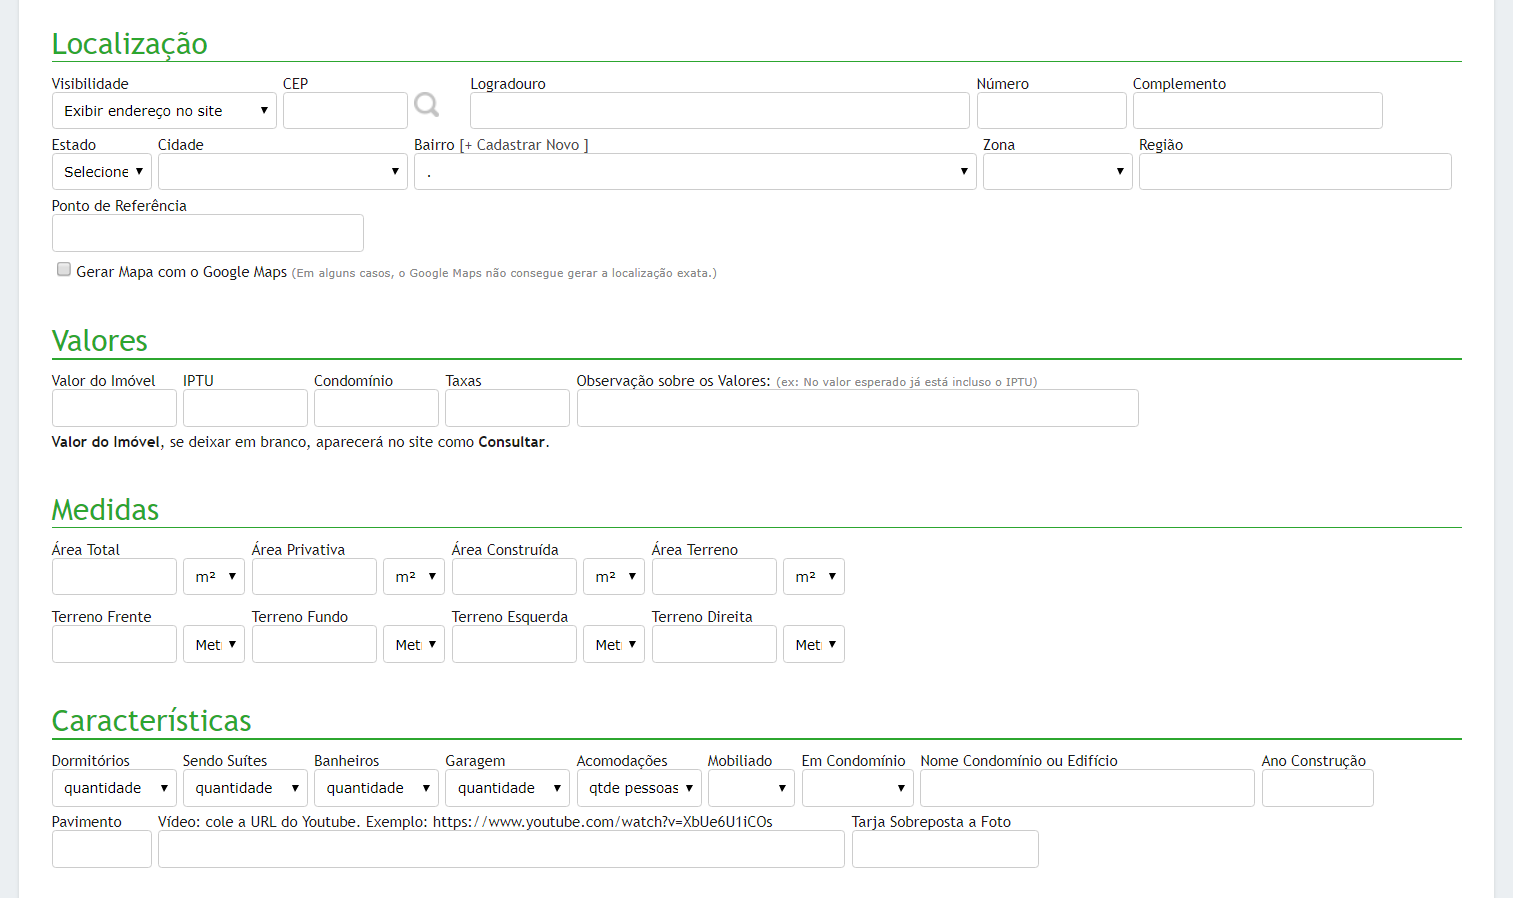 Localização
Visibilidade CEP Logradouro Número Complemento
Exibir endereço no site
Estado Cidade Bairro [+ Cadastrar Novo ] Zona Região
Selecione .
Ponto de Referência
Gerar Mapa com o Google Maps (Em alguns casos, o Google Maps não consegue gerar a localização exata.)
Valores
Valor do Imóvel IPTU Condomínio Taxas Observação sobre os Valores: (ex: No valor esperado já está incluso o IPTU)
Valor do Imóvel, se deixar em branco, aparecerá no site como Consultar.
Medidas
Área Total Área Privativa Área Construída Área Terreno
m² m² m² m²
Terreno Frente Terreno Fundo Terreno Esquerda Terreno Direita
Met Met Met Met
Características
Dormitórios Sendo Suítes Banheiros Garagem Acomodações Mobiliado Em Condomínio Nome Condomínio ou Edifício Ano Construção
quantidade quantidade quantidade quantidade qtde pessoas
Pavimento Vídeo: cole a URL do Youtube. Exemplo: https://www.youtube.com/watch?v=XbUe6U1iCOs Tarja Sobreposta a Foto